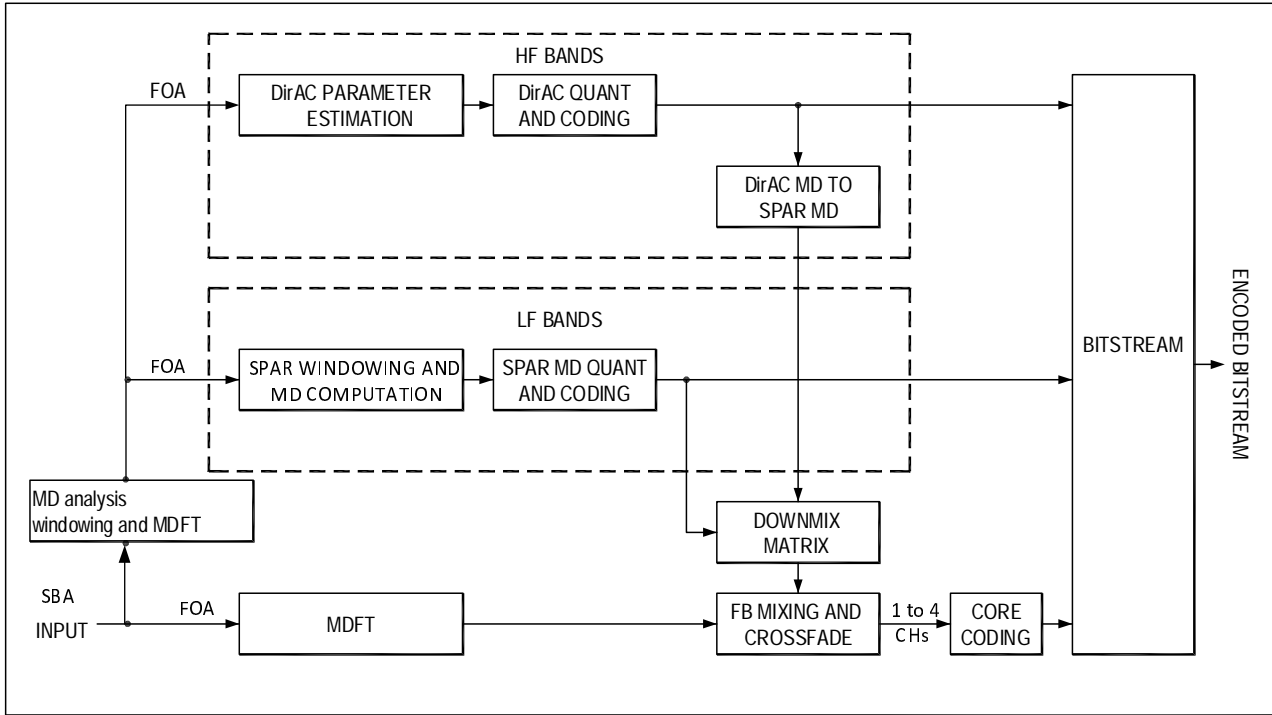 HF BANDS
FOA
DirAC PARAMETER
ESTIMATION
DirAC QUANT
AND CODING
DirAC MD TO
SPAR MD
LF BANDS
FOA
SPAR WINDOWING AND
MD COMPUTATION
SPAR MD QUANT
AND CODING
BITSTREAM
ENCODED BITSTREAM
MD analysis
windowing and MDFT
DOWNMIX
MATRIX
SBA
INPUT
FOA
MDFT
FB MIXING AND
CROSSFADE
1 to 4
CHs
CORE
CODING